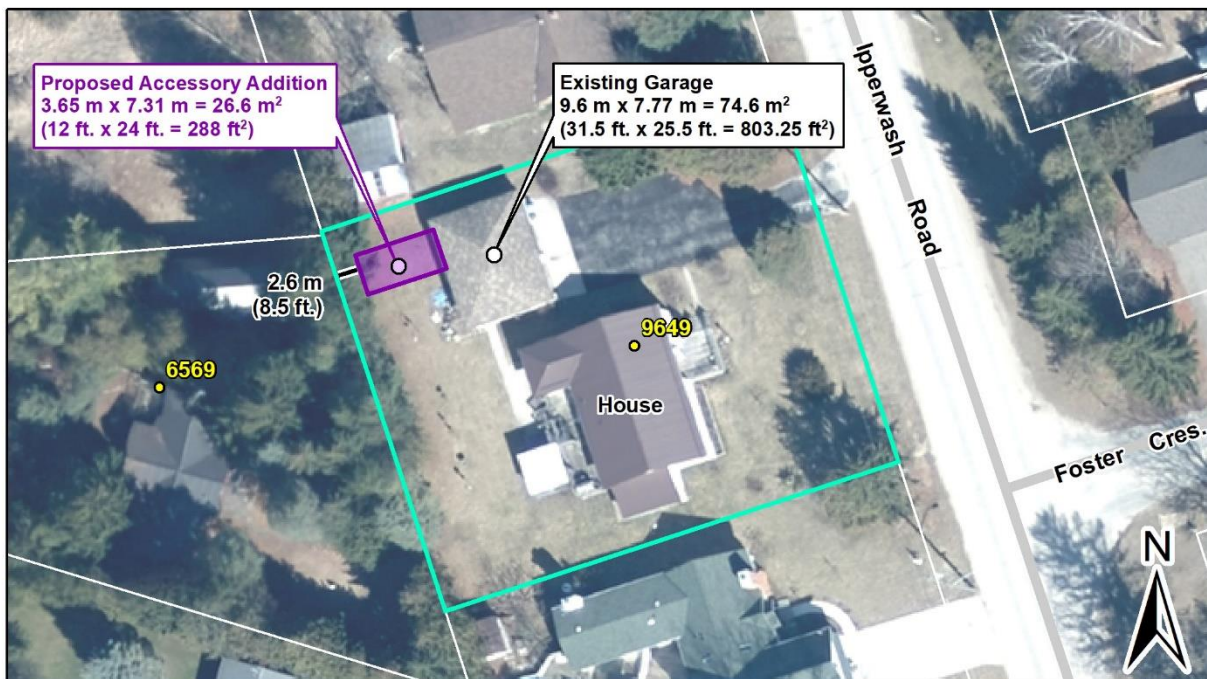 Proposed Accessory Addition
3.65 m x 7.31 m = 26.6 m²
(12 ft. x 24 ft. = 288 ft²)
Existing Garage
9.6 m x 7.77 m = 74.6 m²
(31.5 ft. x 25.5 ft. = 803.25 ft²)
Ipperwash Road
2.6 m
(8.5 ft.)
9649
6569
House
Foster Cres.
N